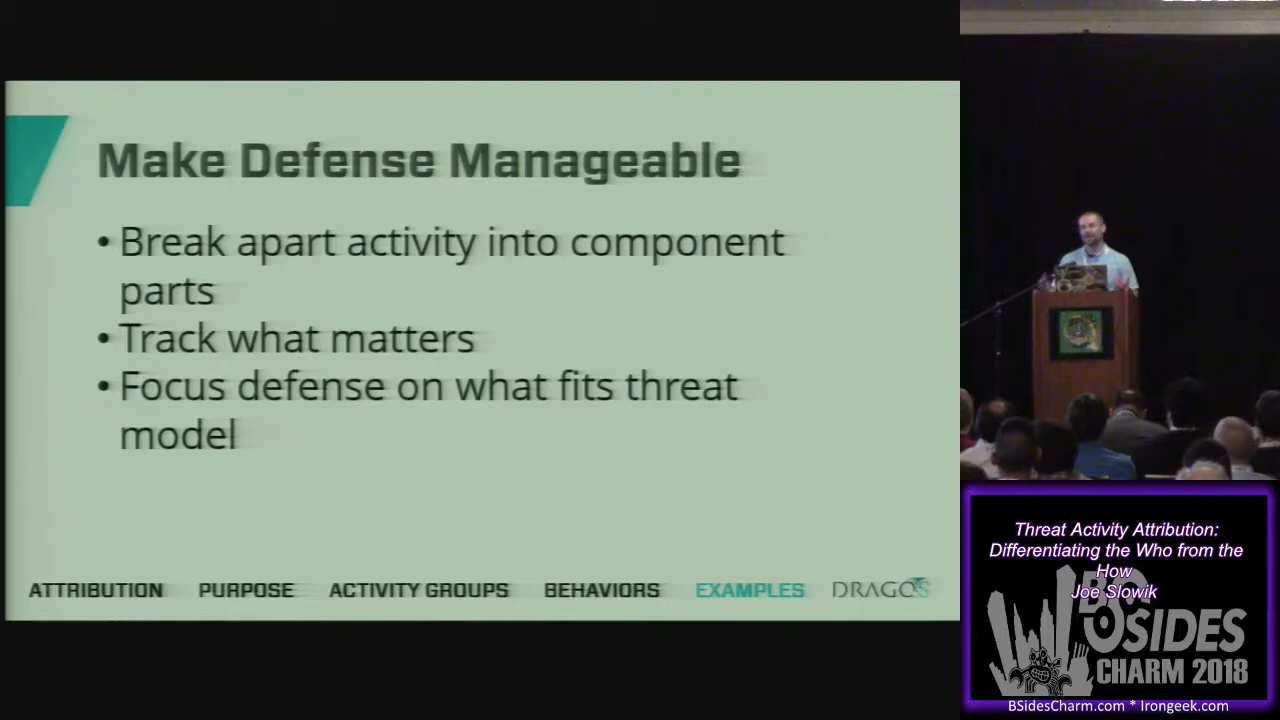 Make Defense Manageable
• Break apart activity into component
parts
• Track what matters
• Focus defense on what fits threat
model
ATTRIBUTION PURPOSE ACTIVITY GROUPS BEHAVIORS EXAMPLES DRAGOS
Threat Activity Attribution:
Differentiating the Who from the
How
Joe Slowik
BSIDES
CHARM 2018
BSidesCharm.com * Irongeek.com